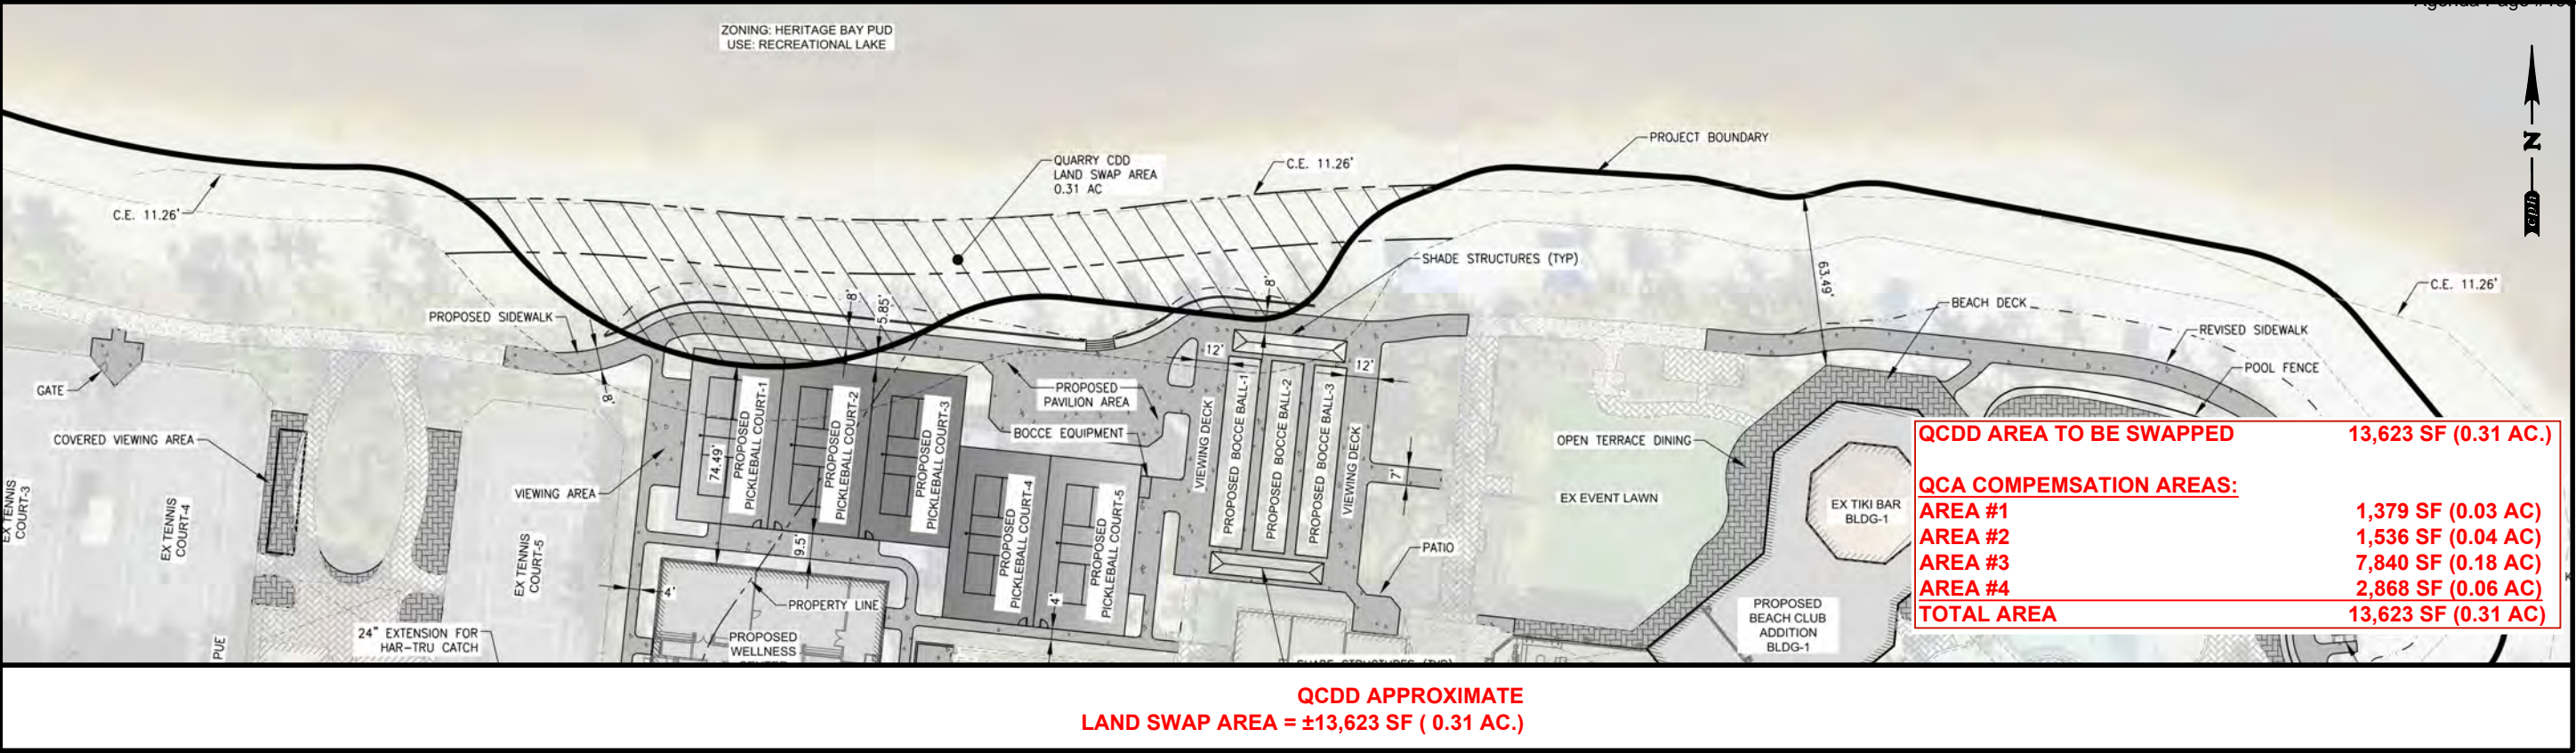 ZONING: HERITAGE BAY PUD
USE: RECREATIONAL LAKE
PROJECT BOUNDARY
QUARRY CDD
LAND SWAP AREA
0.31 AC
C.E. 11.26'
N
cph
C.E. 11.26'
SHADE STRUCTURES (TYP)
63.49'
C.E. 11.26'
8'
5.85'
8'
BEACH DECK
PROPOSED SIDEWALK
REVISED SIDEWALK
GATE
8'
12'
12'
POOL FENCE
PROPOSED
PAVILION AREA
COVERED VIEWING AREA
BOCCE EQUIPMENT
OPEN TERRACE DINING
VIEWING AREA
74.49'
PROPOSED
PICKLEBALL COURT-1
PROPOSED
PICKLEBALL COURT-2
PROPOSED
PICKLEBALL COURT-3
PROPOSED
PICKLEBALL COURT-4
PROPOSED
PICKLEBALL COURT-5
VIEWING DECK
PROPOSED BOCCE BALL-1
PROPOSED BOCCE BALL-2
PROPOSED BOCCE BALL-3
VIEWING DECK
7'
EX EVENT LAWN
EX TIKI BAR
BLDG-1
EX TENNIS
COURT-3
EX TENNIS
COURT-4
EX TENNIS
COURT-5
9.5'
4'
4'
PATIO
PROPERTY LINE
PROPOSED
WELLNESS
24" EXTENSION FOR
HAR-TRU CATCH
PUE
PROPOSED
BEACH CLUB
ADDITION
BLDG-1
QCDD AREA TO BE SWAPPED 13,623 SF (0.31 AC.)
QCA COMPEMSATION AREAS:
AREA #1 1,379 SF (0.03 AC)
AREA #2 1,536 SF (0.04 AC)
AREA #3 7,840 SF (0.18 AC)
AREA #4 2,868 SF (0.06 AC)
TOTAL AREA 13,623 SF (0.31 AC)
QCDD APPROXIMATE
LAND SWAP AREA = ±13,623 SF ( 0.31 AC.)